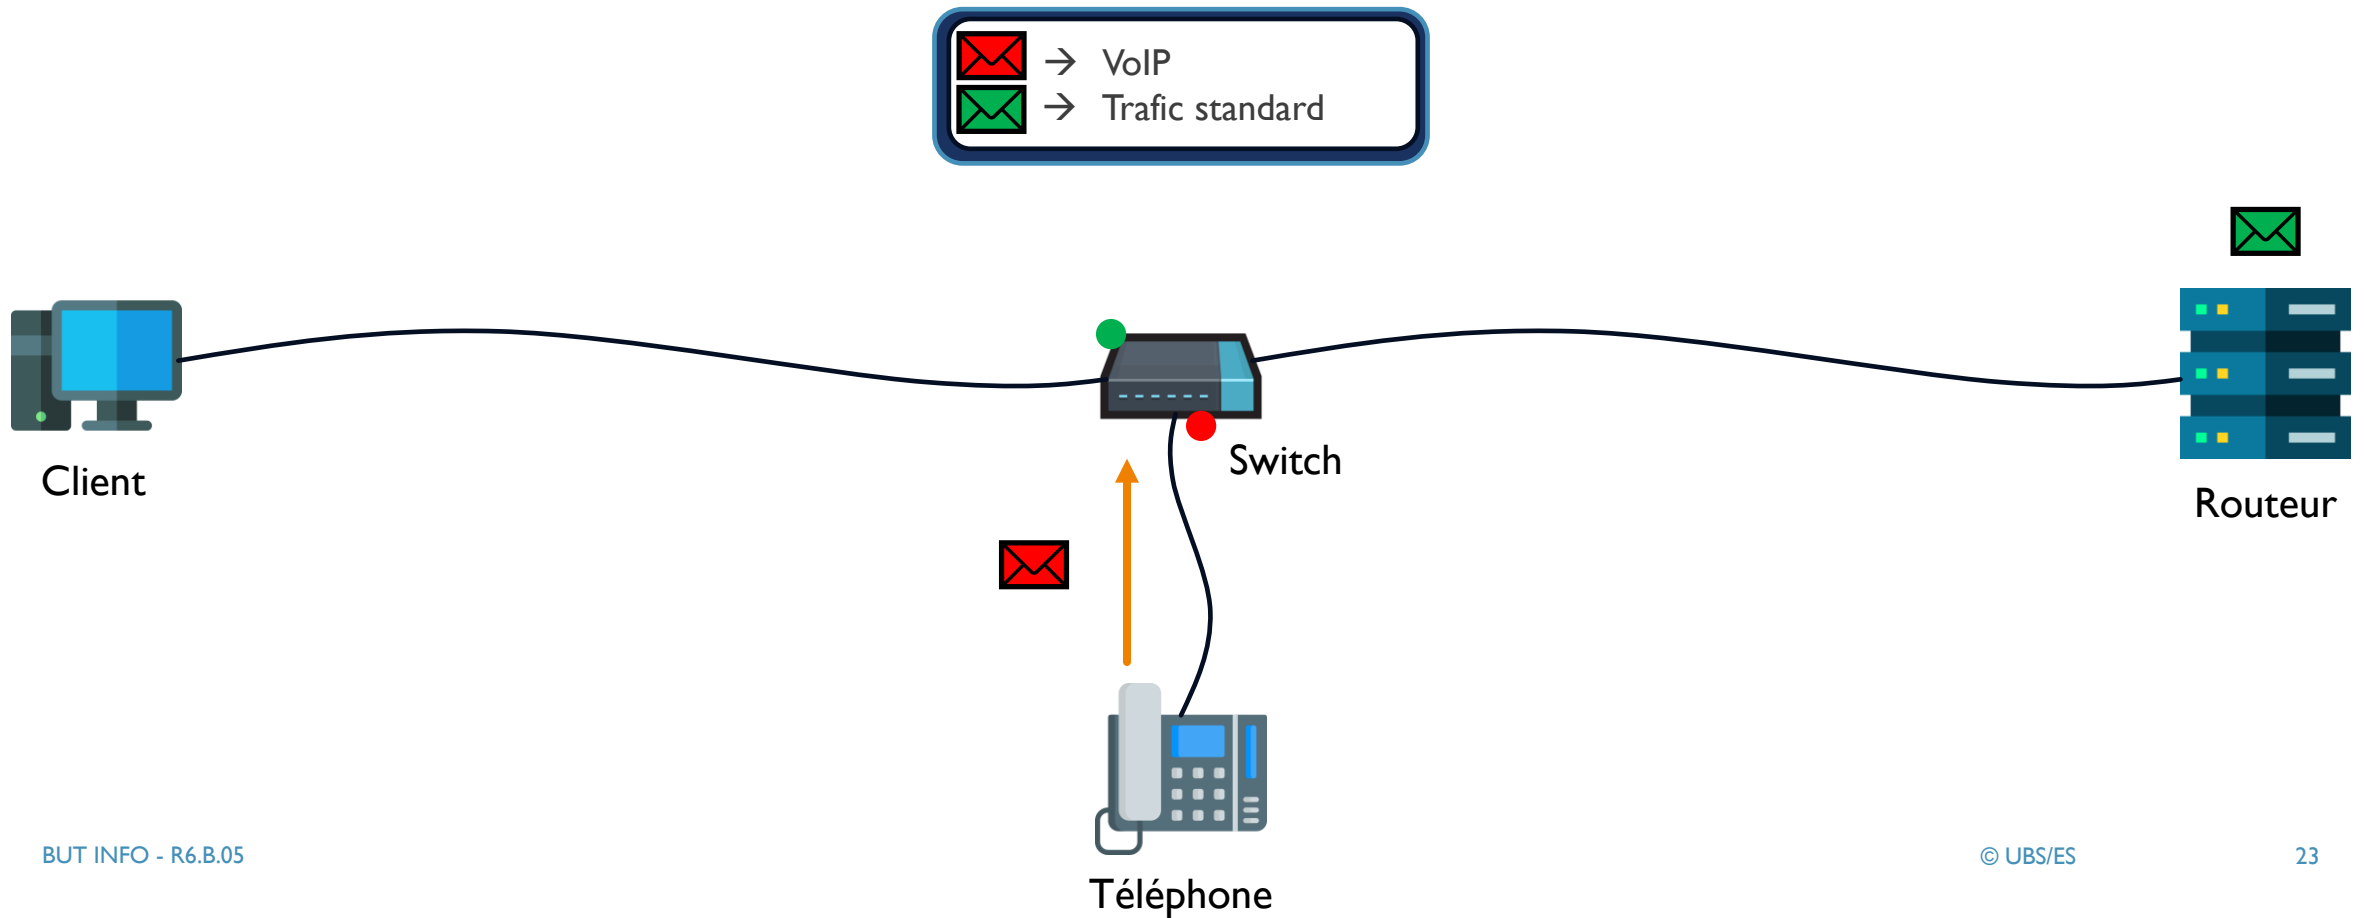 → VoIP
→ Trafic standard
Client
Switch
Routeur
Téléphone
BUT INFO - R6.B.05
© UBS/ES
23